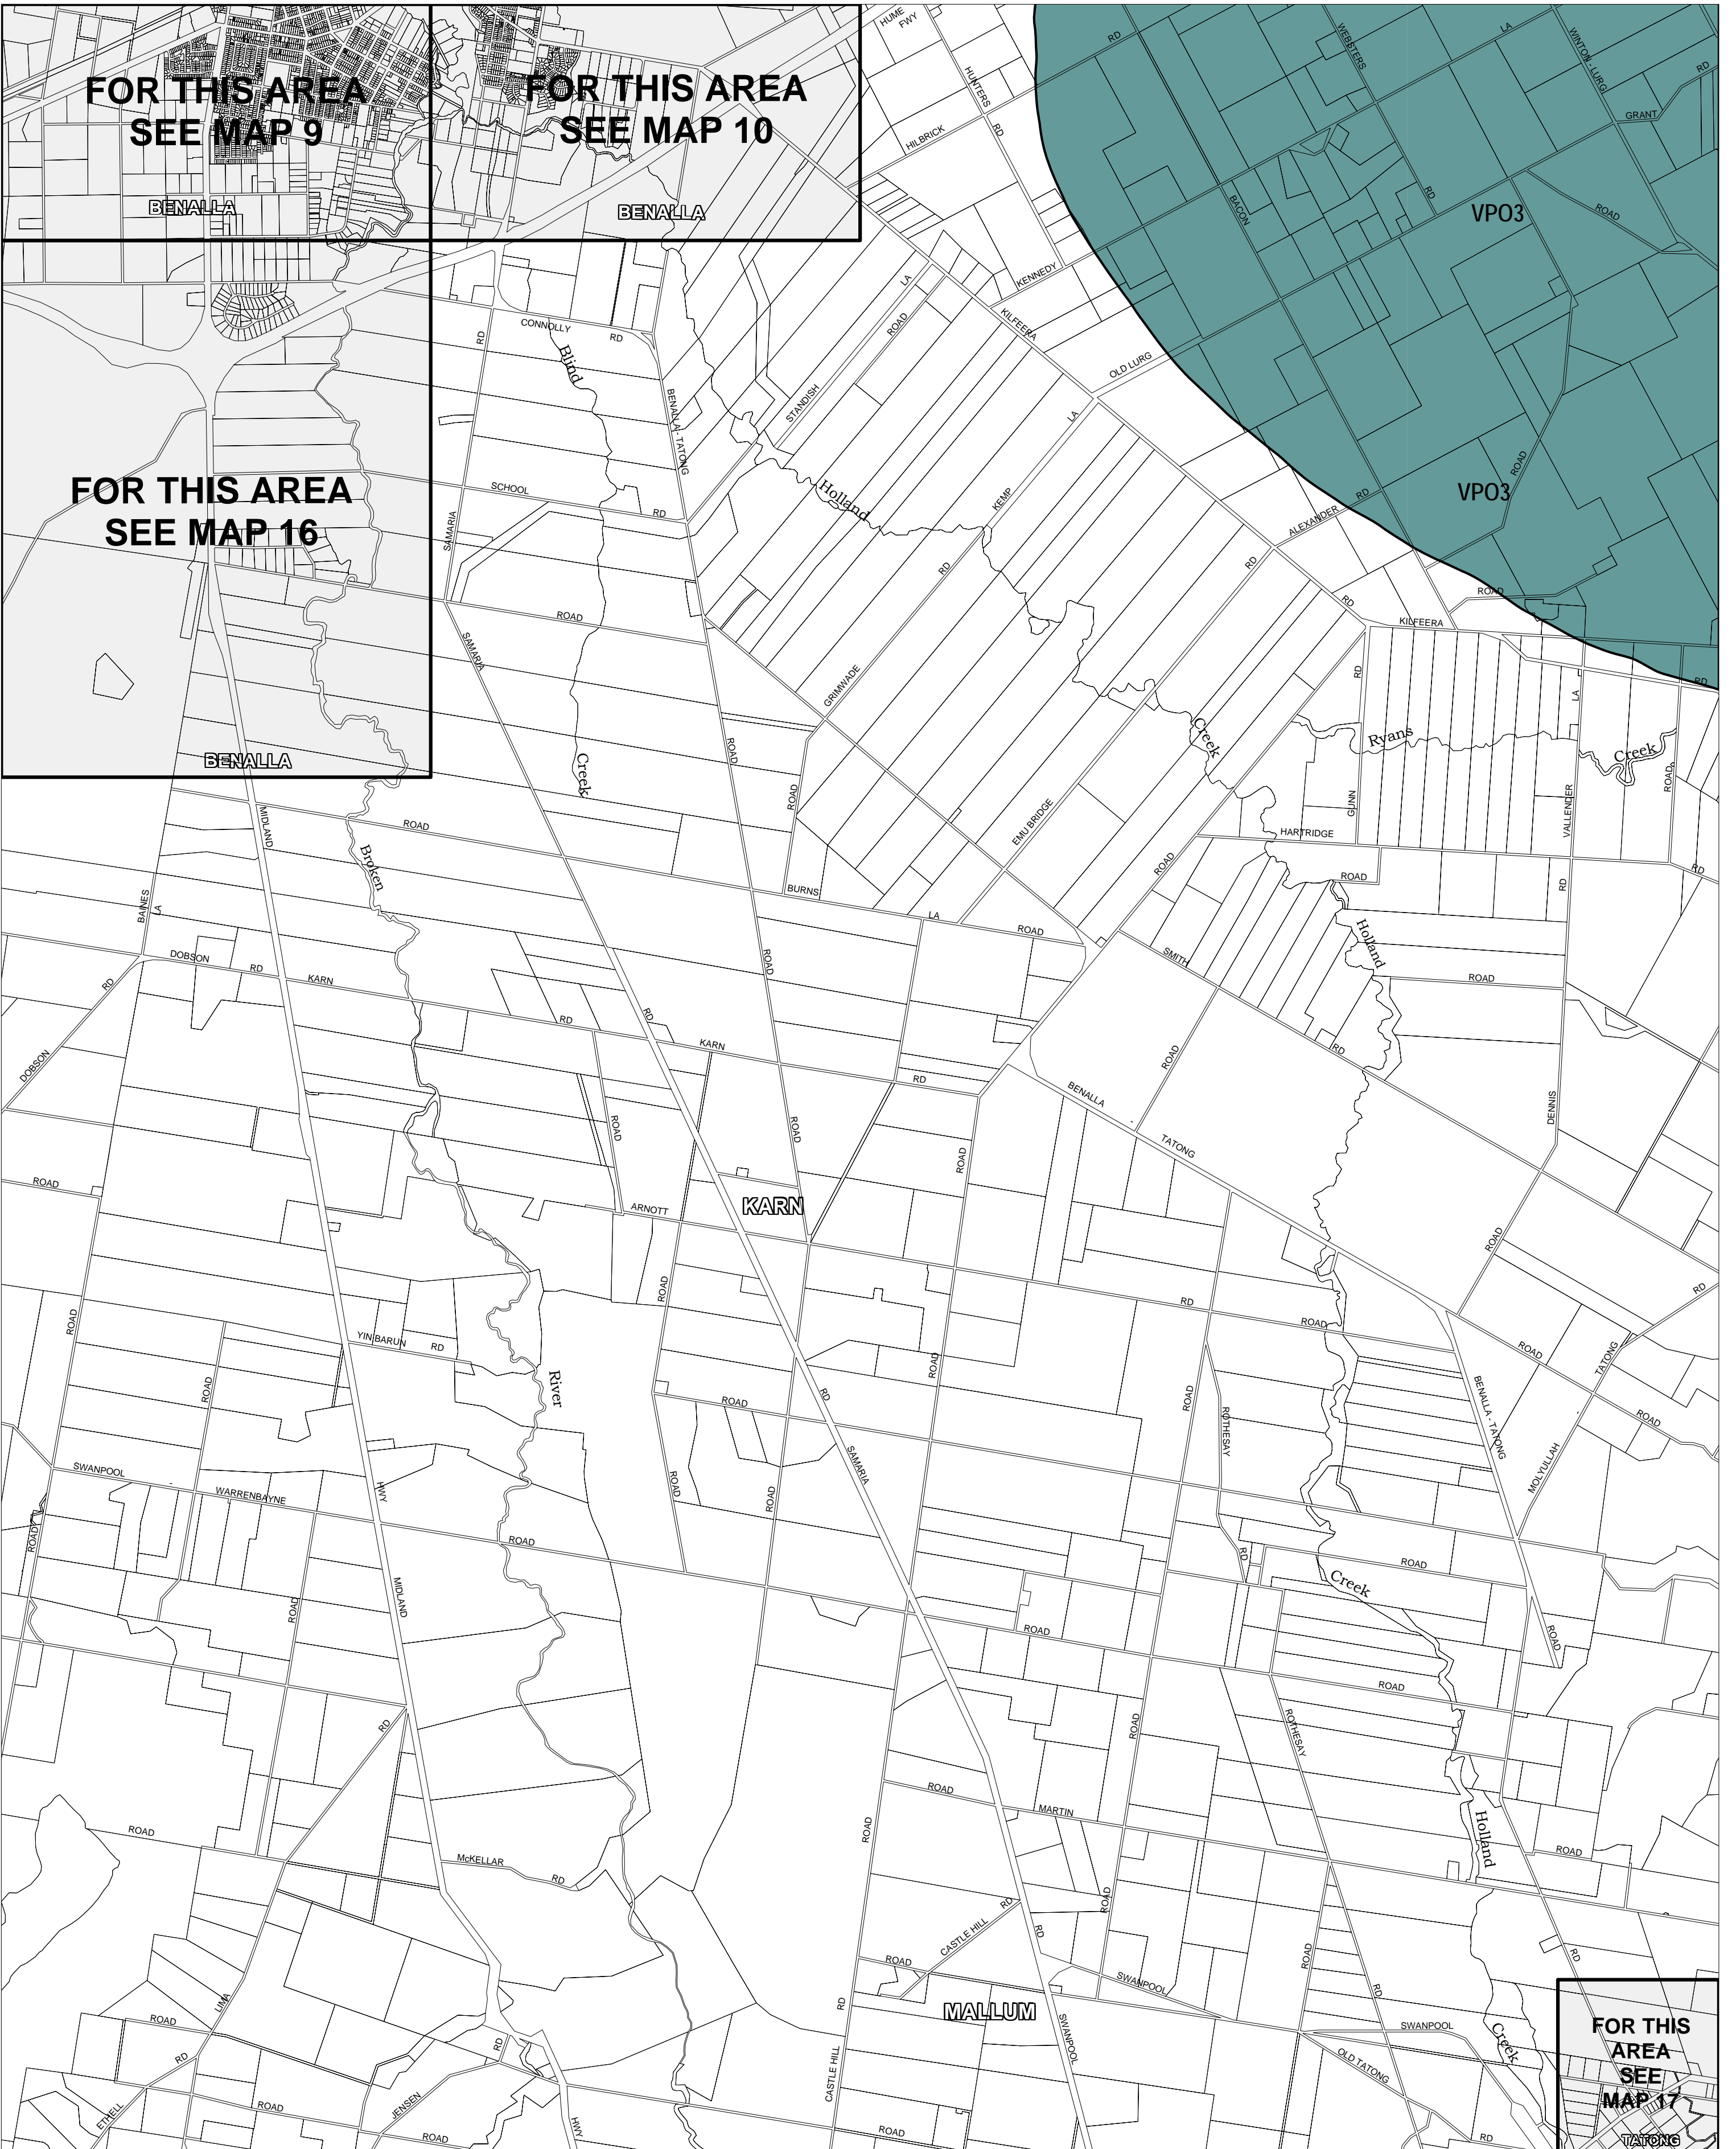 FOR THIS AREA
SEE MAP 9
FOR THIS AREA
SEE MAP 10
BENALLA
BENALLA
HUME
FWY
HUNTERS
RD
HILBRICK
KENNEDY
RD
WEBSTERS
RD
LA
WINTON - LURG
RD
GRANT
BACON
VPO3
ROAD
VPO3
ROAD
KILFEERA
OLD LURG
ALEXANDER
RD
CONNOLLY
RD
RD
Blind
BENALLA - TATONG
STANDISH
LA
ROAD
Holland
KEMP
LA
FOR THIS AREA
SEE MAP 16
BENALLA
SCHOOL
RD
SAMARIA
ROAD
SAMARIA
GRIMWADE
RD
RD
RD
KILFEERA
ROAD
RD
RD
LA
Creek
Ryans
Creek
ROAD
Creek
ROAD
ROAD
EMU BRIDGE
GUNN
HARTRIDGE
VALLENDER
RD
MIDLAND
ROAD
Broken
BURNS
LA
ROAD
ROAD
ROAD
RD
BAINES
LA
Holland
SMITH
ROAD
DOBSON
RD
RD
DOBSON
KARN
RD
RD
KARN
RD
ROAD
ROAD
RD
BENALLA
-
TATONG
DENNIS
ROAD
ROAD
ROAD
ROAD
KARN
ARNOTT
ROAD
ROAD
RD
ROAD
RD
ROAD
YIN BARUN
RD
River
ROAD
ROAD
ROAD
ROAD
RD
ROAD
ROTHESAY
BENALLA - TATONG
TATONG
-
MOLYULLAH
ROAD
SAMARIA
SWANPOOL
-
WARRENBAYNE
HWY
ROAD
ROAD
ROAD
ROAD
RD
ROAD
Creek
MIDLAND
ROAD
ROAD
ROAD
ROAD
RD
ROAD
ROTHESAY
ROAD
MARTIN
Holland
ROAD
ROAD
ROAD
McKELLAR
RD
CASTLE HILL
RD
RD
ROAD
ROAD
ROAD
SWANPOOL
RD
RD
MALLUM
RD
SWANPOOL
SWANPOOL
Creek
FOR THIS
AREA
SEE
MAP 17
LIMA
ROAD
RD
RD
OLD TATONG
CASTLE HILL
ETHELL
ROAD
JENSEN
ROAD
HWY
ROAD
RD
TATONG